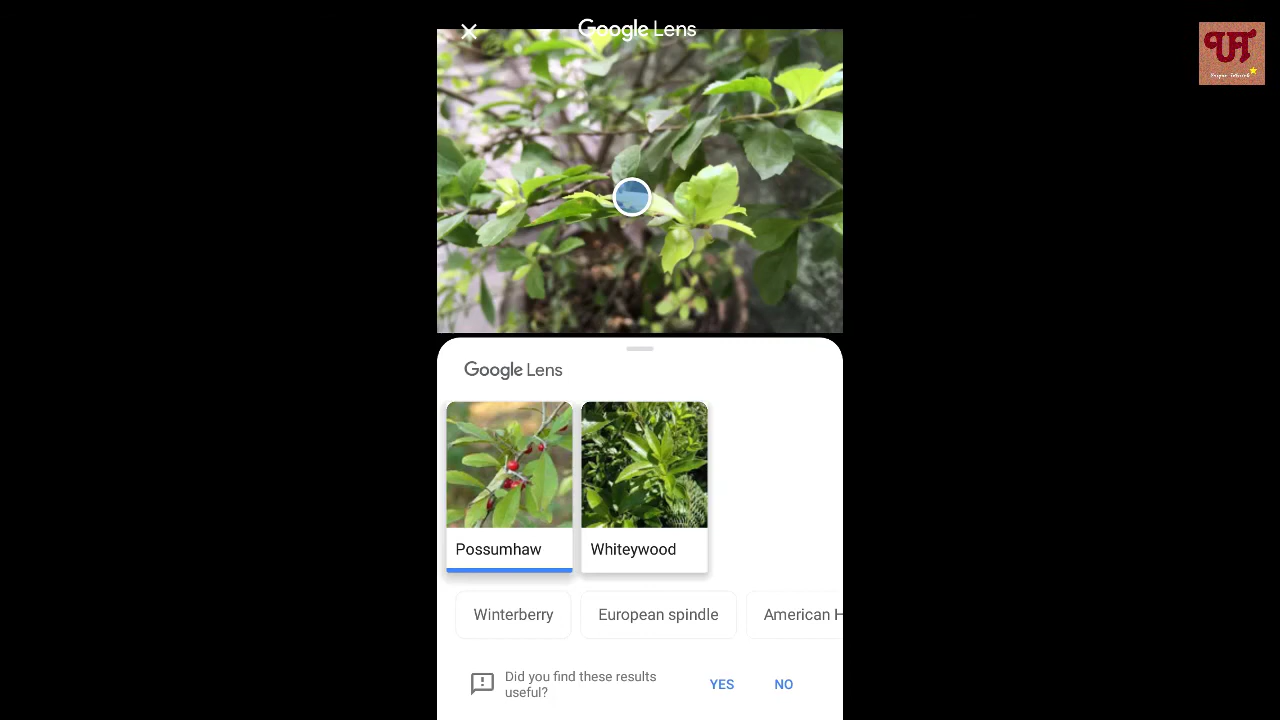 Google Lens
Google Lens
Possumhaw
Whiteywood
Winterberry
European spindle
American H
Did you find these results
useful?
YES
NO